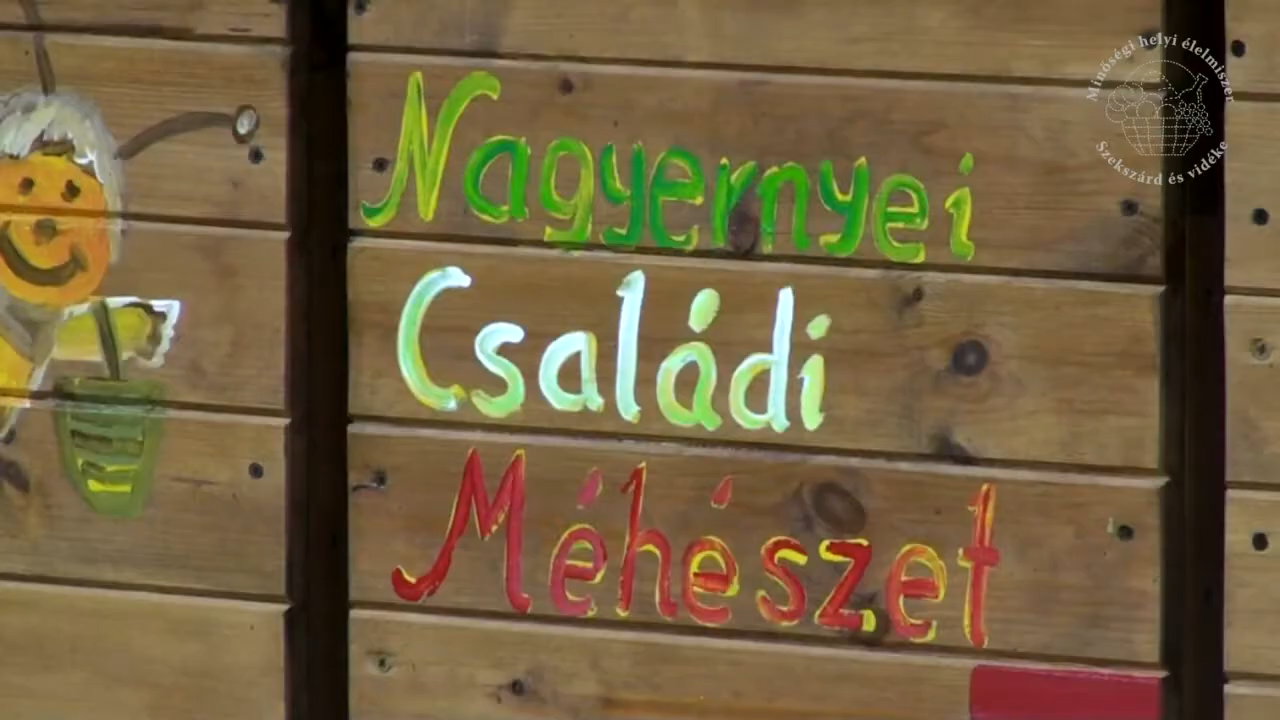 Nagyernyei
Családi
Méhészet
Minőségi helyi élelmiszer
Szekszárd és vidéke